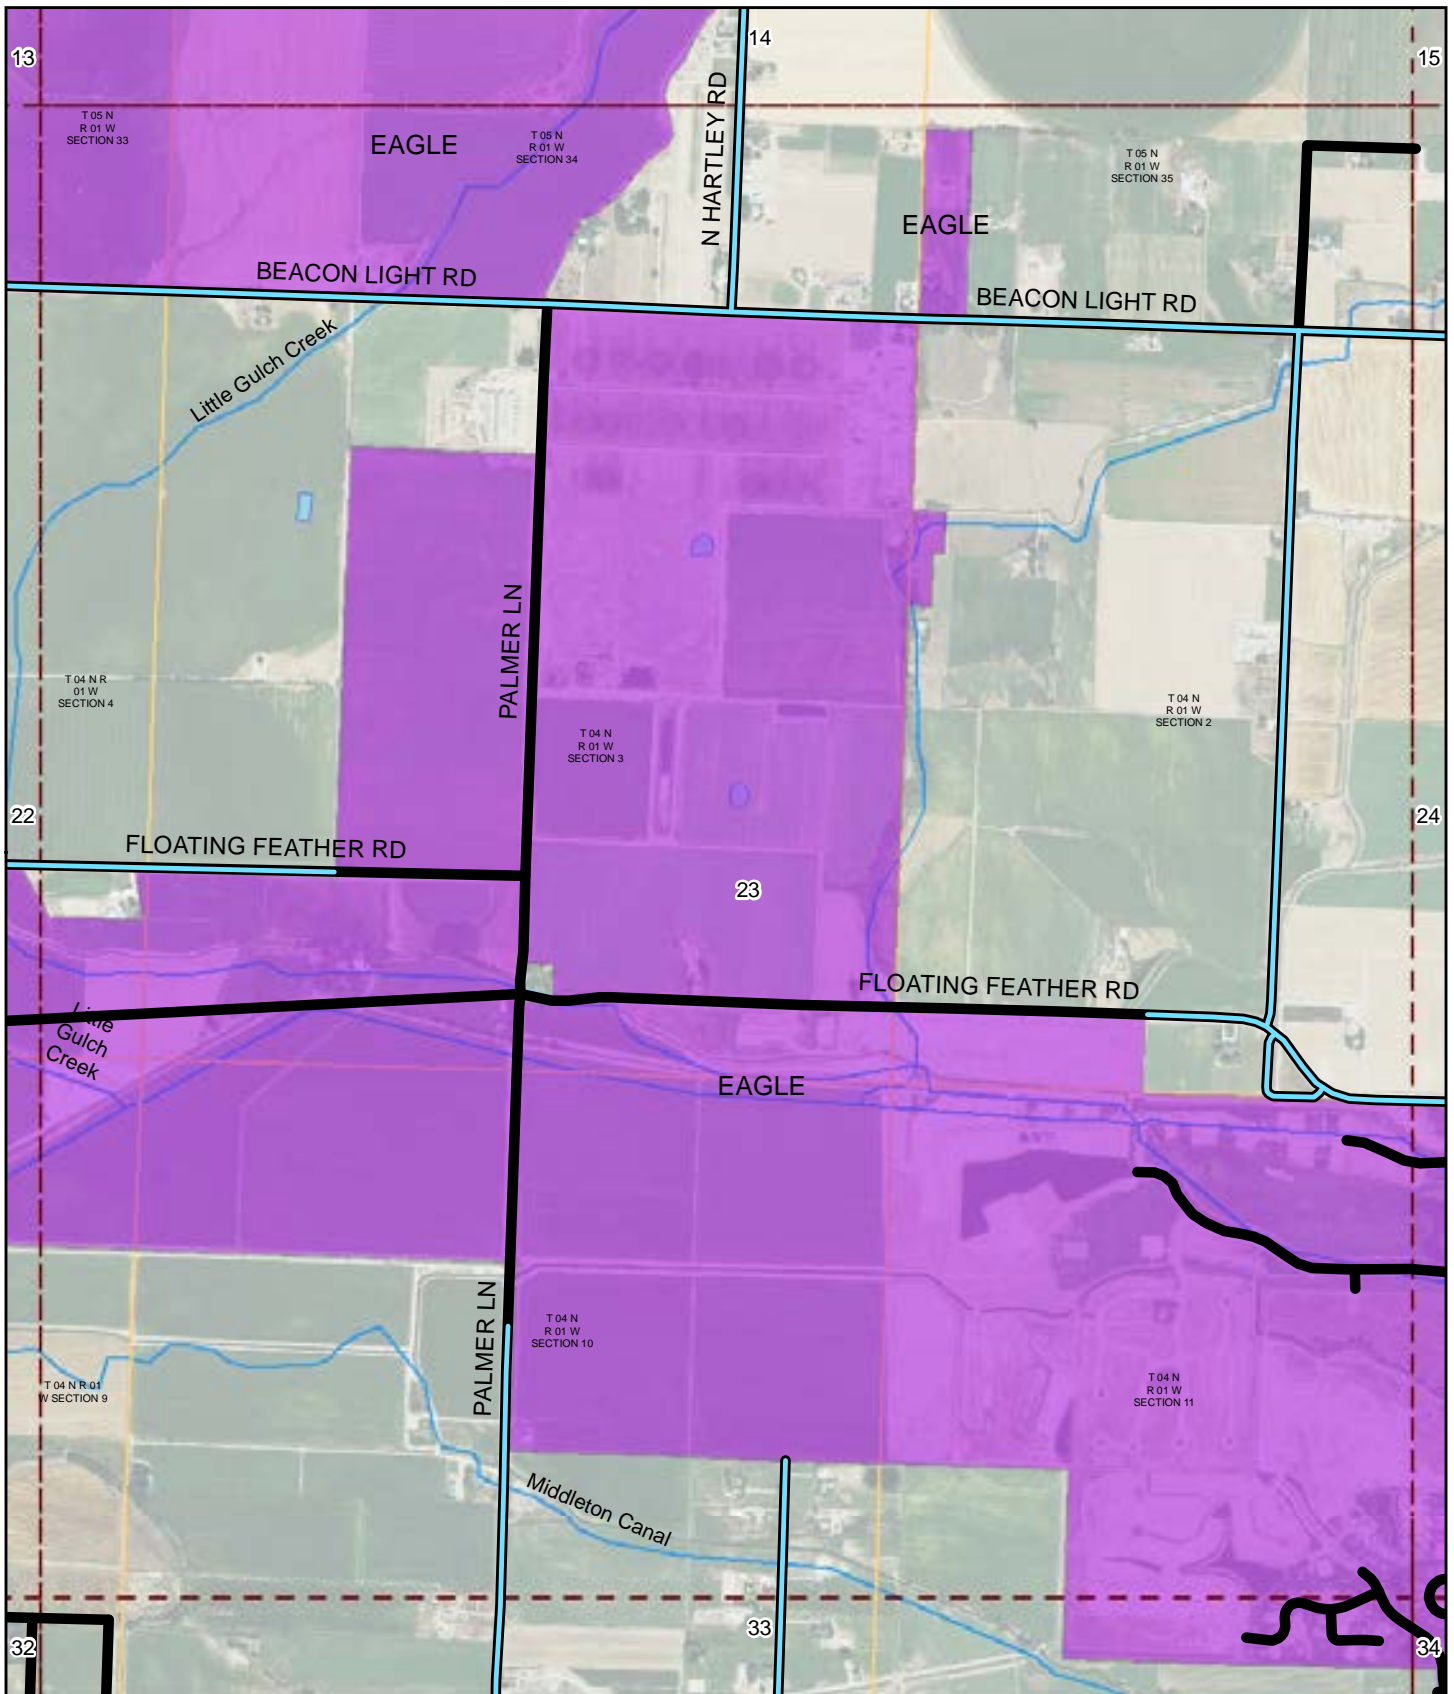 14
13
15
N HARTLEY RD
T 05 N
R 01 W
SECTION 33
EAGLE
T 05 N
R 01 W
SECTION 34
T 05 N
R 01 W
SECTION 35
EAGLE
BEACON LIGHT RD
BEACON LIGHT RD
Little Gulch Creek
PALMER LN
T 04 N R
01 W
SECTION 4
T 04 N
R 01 W
SECTION 3
T 04 N
R 01 W
SECTION 2
22
24
FLOATING FEATHER RD
23
FLOATING FEATHER RD
Little
Gulch
Creek
EAGLE
PALMER LN
T 04 N
R 01 W
SECTION 10
T 04 N R 01
W SECTION 9
T 04 N
R 01 W
SECTION 11
Middleton Canal
33
32
34